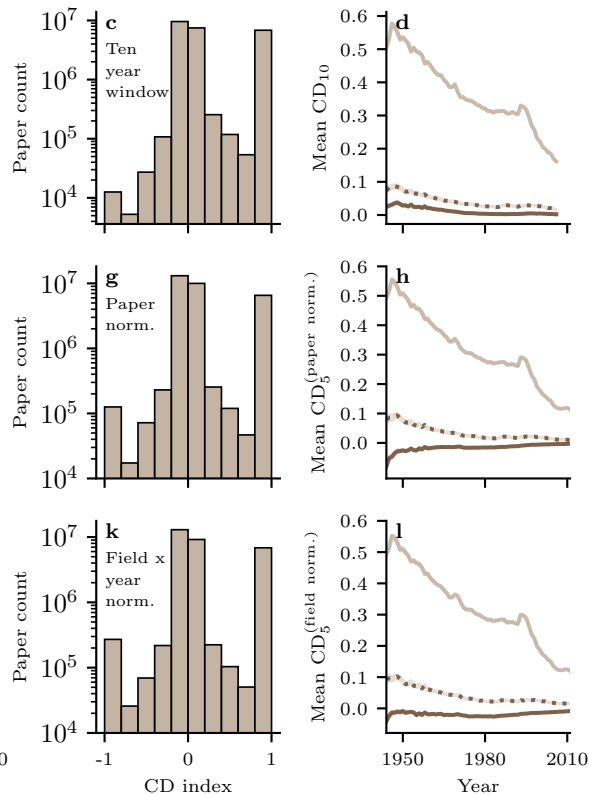 c
Ten
year
window
Paper count
10^7
10^6
10^5
10^4
d
Mean CD_10
0.6
0.5
0.4
0.3
0.2
0.1
0.0
g
Paper
norm.
Paper count
10^7
10^6
10^5
10^4
h
Mean CD_5^(paper norm.)
0.6
0.5
0.4
0.3
0.2
0.1
0.0
k
Field x
year
norm.
Paper count
10^7
10^6
10^5
10^4
0
-1 0 1
CD index
l
Mean CD_5^(field norm.)
0.6
0.5
0.4
0.3
0.2
0.1
0.0
1950 1980 2010
Year